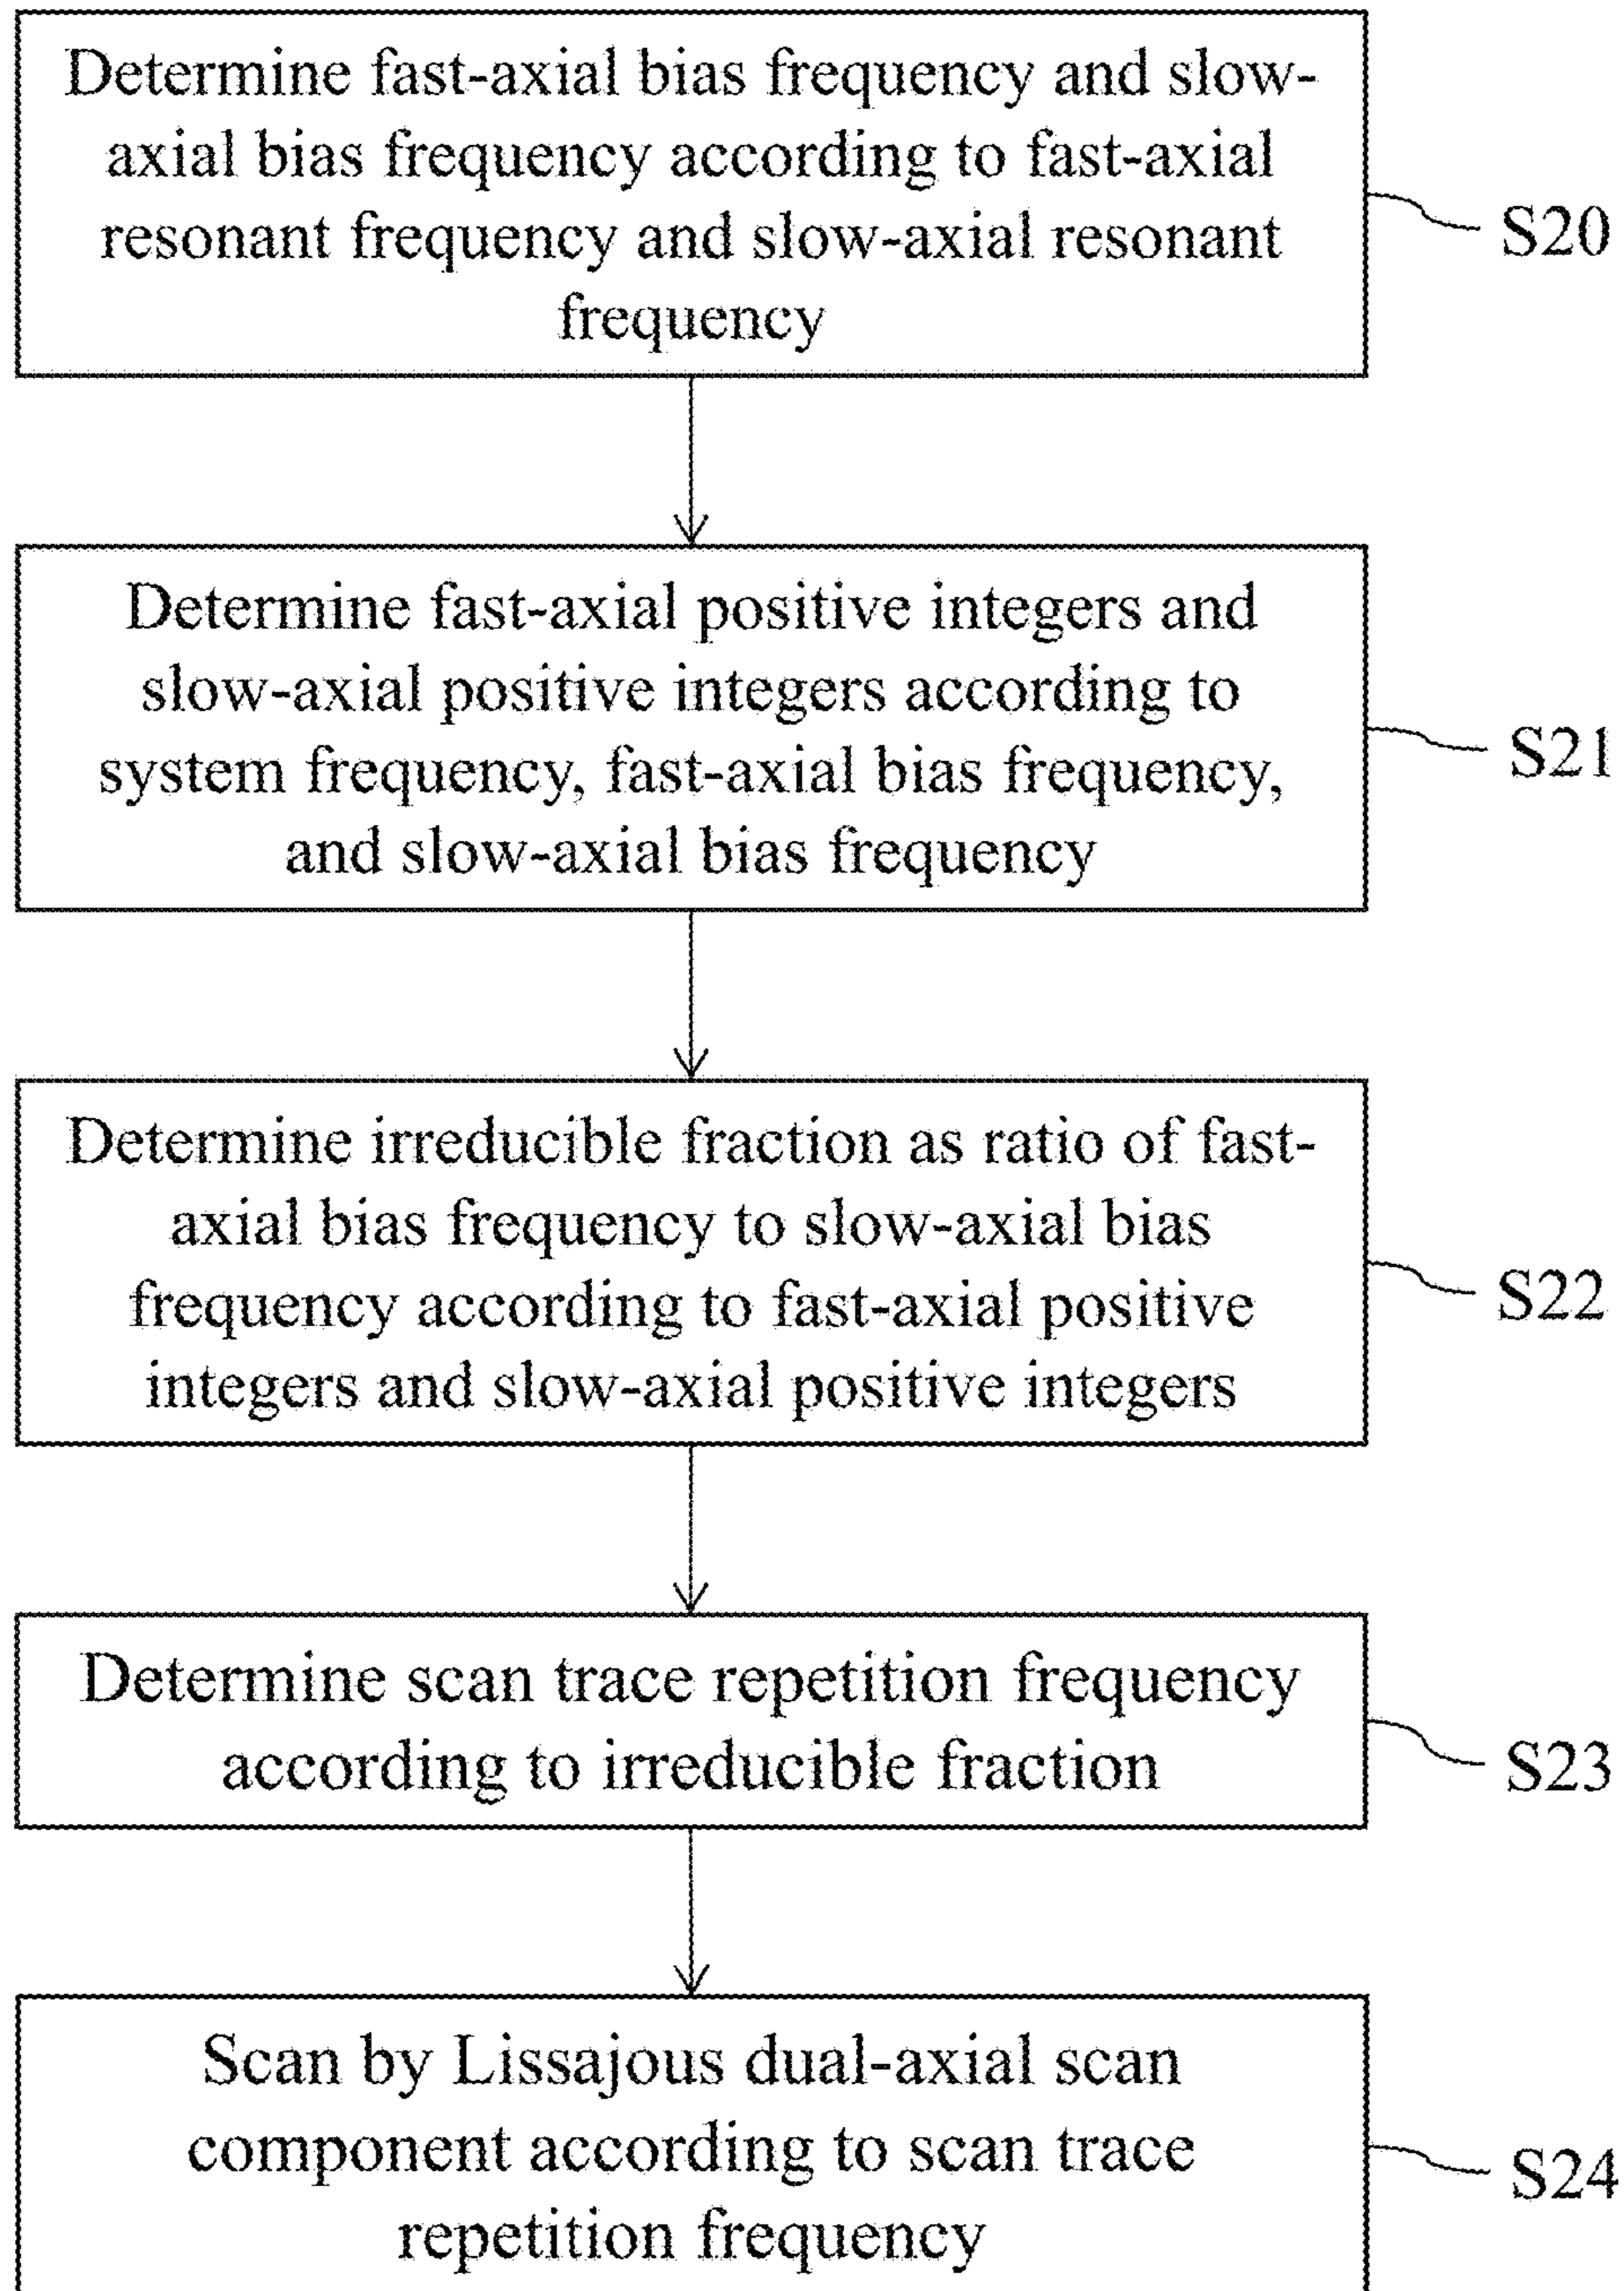 Determine fast-axial bias frequency and slow-
axial bias frequency according to fast-axial
resonant frequency and slow-axial resonant
frequency
S20
Determine fast-axial positive integers and
slow-axial positive integers according to
system frequency, fast-axial bias frequency,
and slow-axial bias frequency
S21
Determine irreducible fraction as ratio of fast-
axial bias frequency to slow-axial bias
frequency according to fast-axial positive
integers and slow-axial positive integers
S22
Determine scan trace repetition frequency
according to irreducible fraction
S23
Scan by Lissajous dual-axial scan
component according to scan trace
repetition frequency
S24